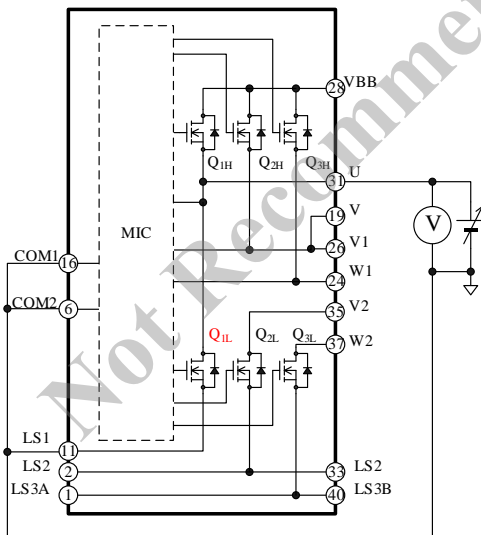 28 VBB
Q1H
Q2H
Q3H
31 U
19 V
V
MIC
26 V1
COM1 16
24 W1
COM2 6
35 V2
37 W2
Q1L
Q2L
Q3L
LS1 11
LS2 2
33 LS2
LS3A 1
40 LS3B
Not Recomme